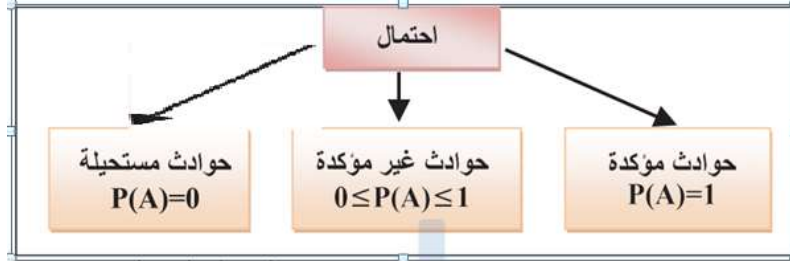 احتمال
حوادث مؤكدة
P(A)=1
حوادث غير مؤكدة
0≤P(A)≤1
حوادث مستحيلة
P(A)=0